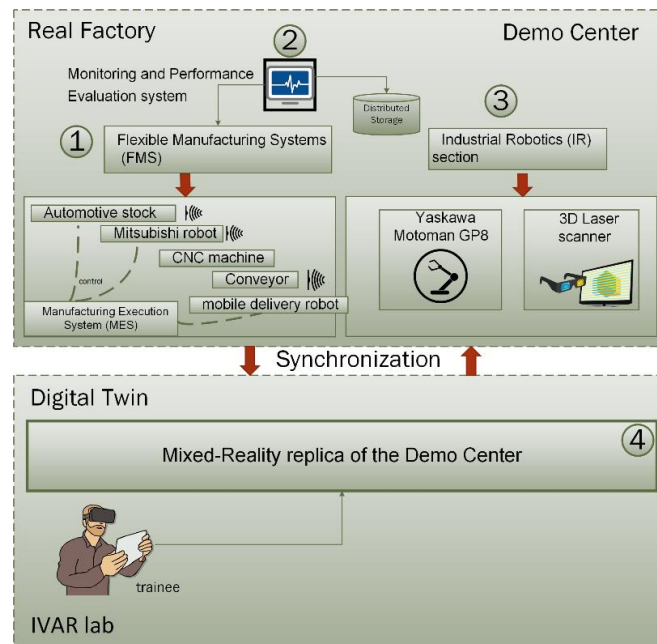 Real Factory
Demo Center
2
Monitoring and Performance
Evaluation system
Distributed
Storage
3
1
Flexible Manufacturing Systems
(FMS)
Industrial Robotics (IR)
section
Automotive stock
Mitsubishi robot
CNC machine
Conveyor
mobile delivery robot
control
Manufacturing Execution
System (MES)
Yaskawa
Motoman GP8
3D Laser
scanner
Synchronization
Digital Twin
4
Mixed-Reality replica of the Demo Center
trainee
IVAR lab